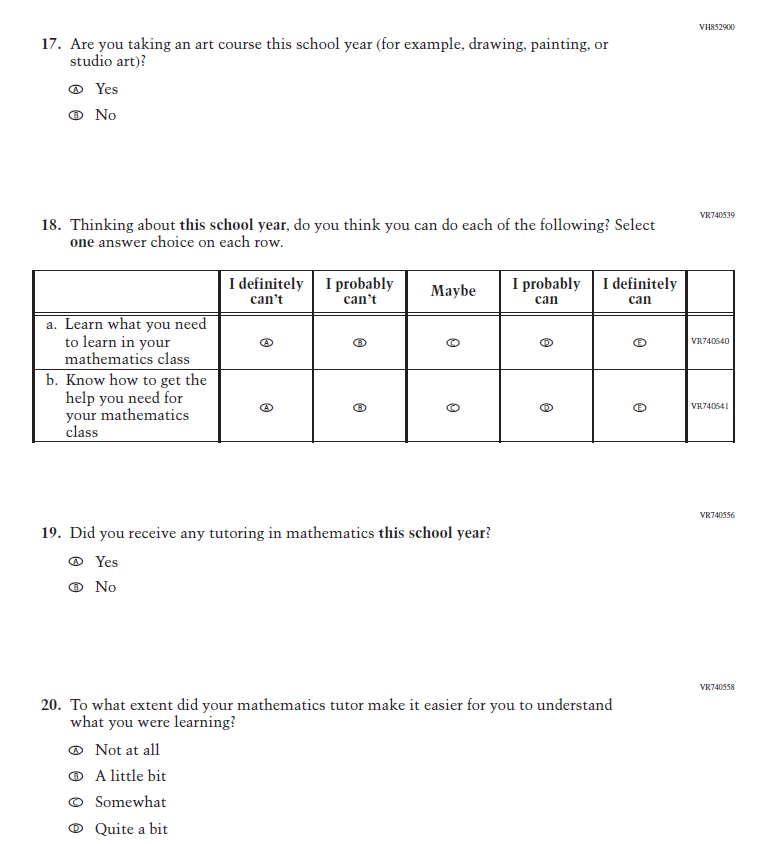 VH852900
17. Are you taking an art course this school year (for example, drawing, painting, or
studio art)?
A Yes
B No
VR740539
18. Thinking about this school year, do you think you can do each of the following? Select
one answer choice on each row.
I definitely can't I probably can't Maybe I probably can I definitely can
a. Learn what you need
to learn in your
mathematics class
A B C D E VR740540
b. Know how to get the
help you need for
your mathematics
class
A B C D E VR740541
VR740556
19. Did you receive any tutoring in mathematics this school year?
A Yes
B No
VR740558
20. To what extent did your mathematics tutor make it easier for you to understand
what you were learning?
A Not at all
B A little bit
C Somewhat
D Quite a bit